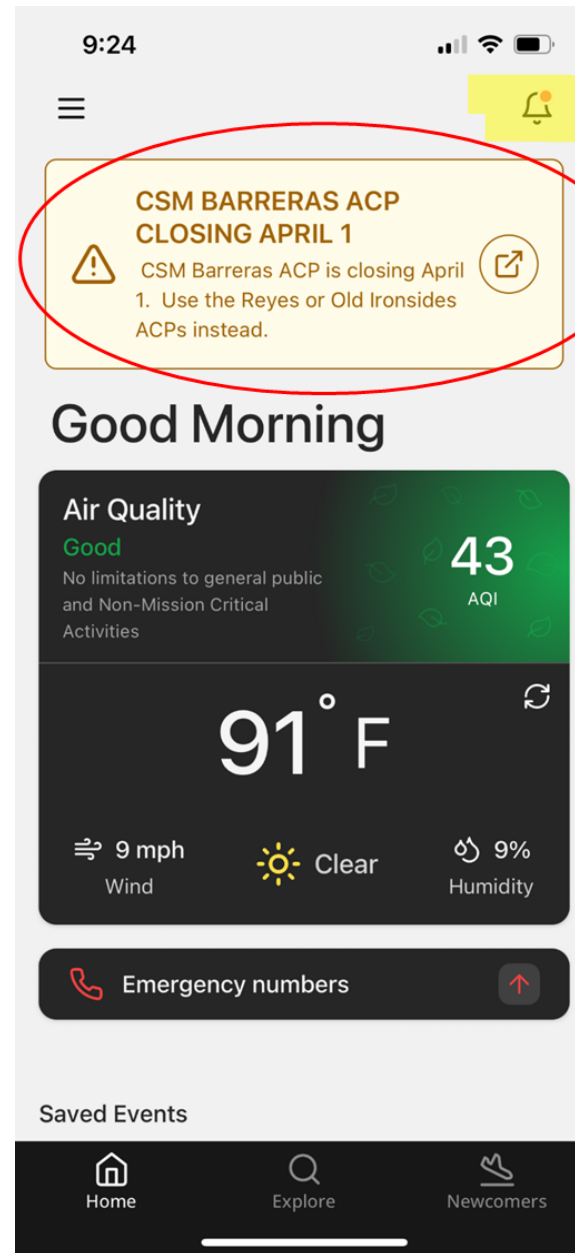 9:24
CSM BARRERAS ACP
CLOSING APRIL 1
CSM Barreras ACP is closing April
1. Use the Reyes or Old Ironsides
ACPs instead.
Good Morning
Air Quality
Good
No limitations to general public
and Non-Mission Critical
Activities
43
AQI
91° F
9 mph
Wind
Clear
9%
Humidity
Emergency numbers
Saved Events
Home
Explore
Newcomers